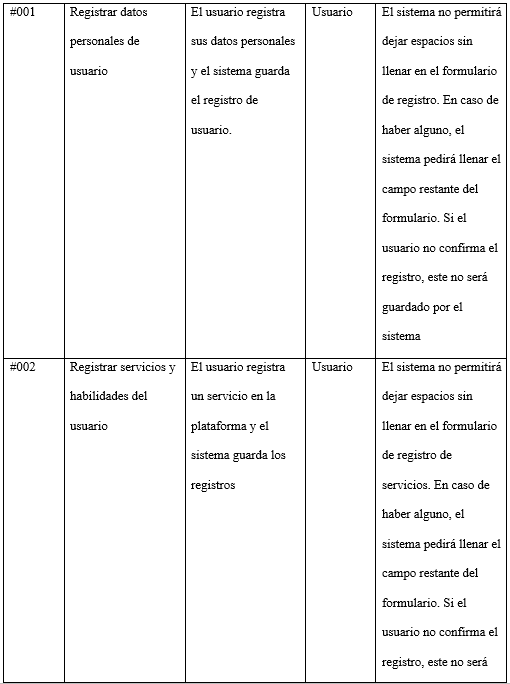 #001
Registrar datos
personales de
usuario
El usuario registra
sus datos personales
y el sistema guarda
el registro de
usuario.
Usuario
El sistema no permitirá
dejar espacios sin
llenar en el formulario
de registro. En caso de
haber alguno, el
sistema pedirá llenar el
campo restante del
formulario. Si el
usuario no confirma el
registro, este no será
guardado por el
sistema
#002
Registrar servicios y
habilidades del
usuario
El usuario registra
un servicio en la
plataforma y el
sistema guarda los
registros
Usuario
El sistema no permitirá
dejar espacios sin
llenar en el formulario
de registro de
servicios. En caso de
haber alguno, el
sistema pedirá llenar el
campo restante del
formulario. Si el
usuario no confirma el
registro, este no será